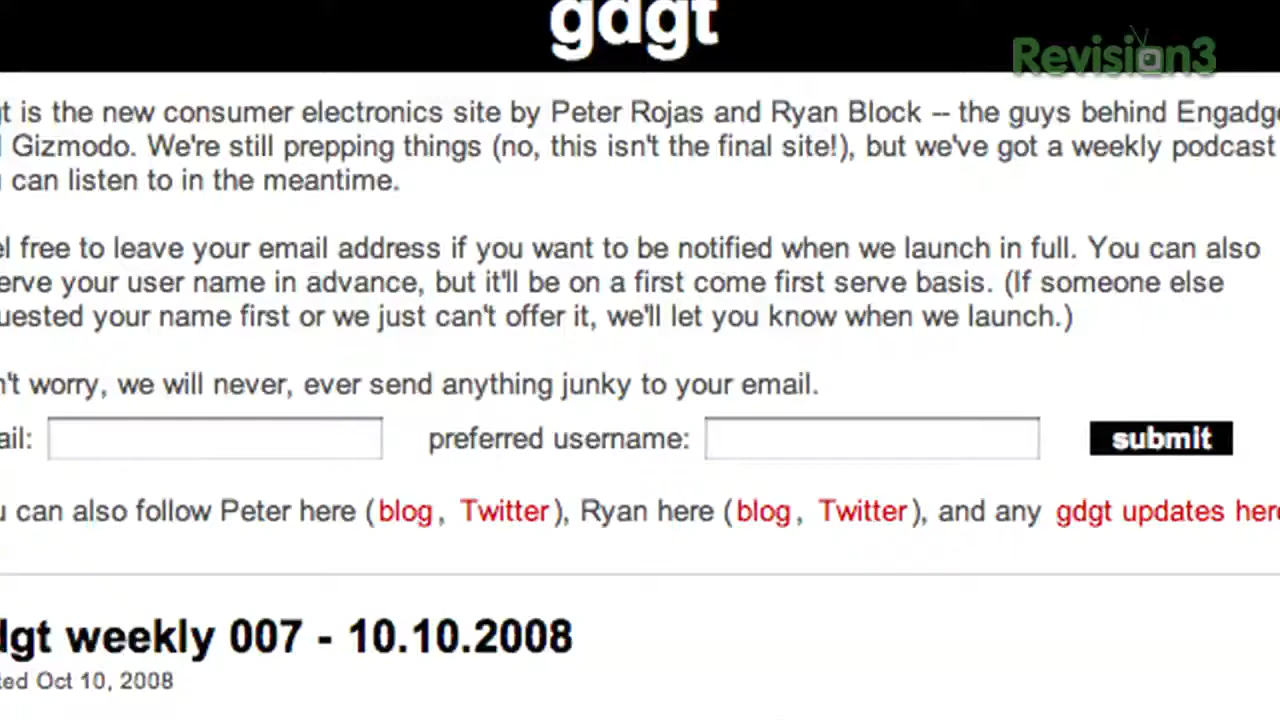 gdgt
Revision3
t is the new consumer electronics site by Peter Rojas and Ryan Block -- the guys behind Engadge
Gizmodo. We're still prepping things (no, this isn't the final site!), but we've got a weekly podcast
can listen to in the meantime.
el free to leave your email address if you want to be notified when we launch in full. You can also
erve your user name in advance, but it'll be on a first come first serve basis. (If someone else
uested your name first or we just can't offer it, we'll let you know when we launch.)
n't worry, we will never, ever send anything junky to your email.
ail: preferred username: submit
u can also follow Peter here (blog, Twitter), Ryan here (blog, Twitter), and any gdgt updates here
dgt weekly 007 - 10.10.2008
ted Oct 10, 2008